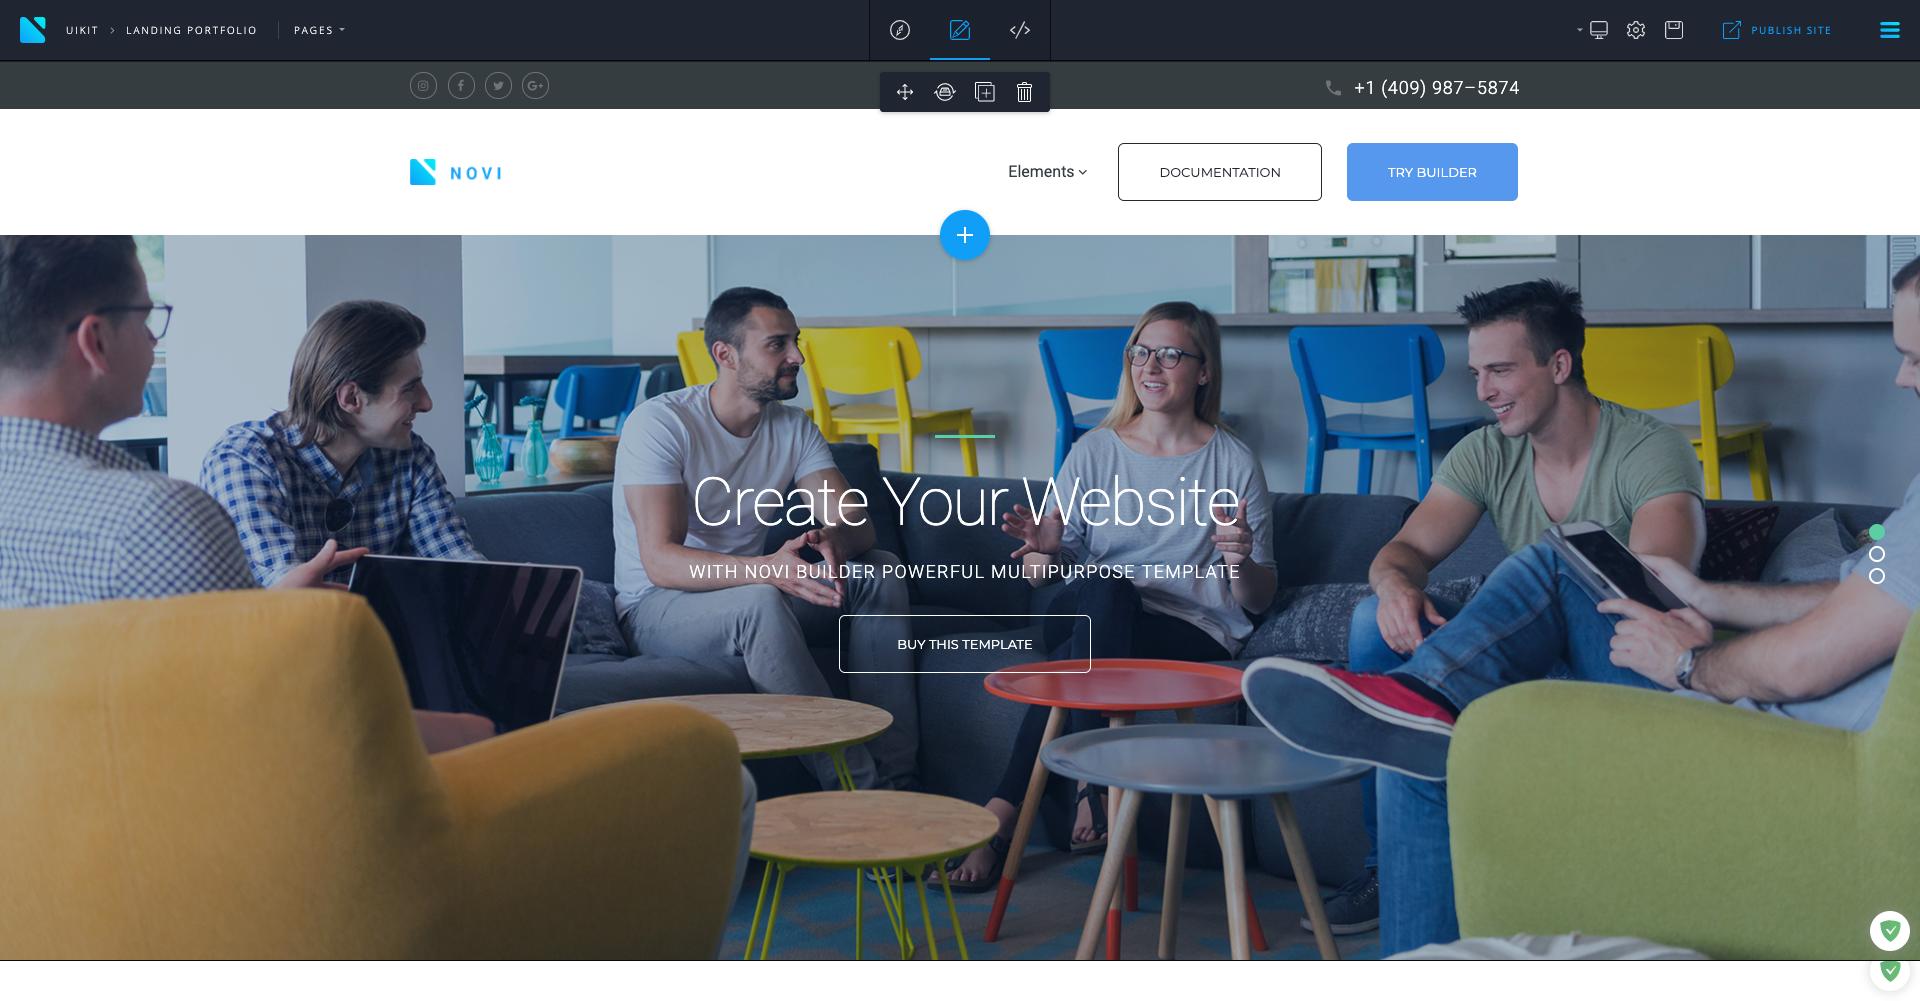 UIKIT > LANDING PORTFOLIO PAGES
PUBLISH SITE
+1 (409) 987-5874
NOVI
Elements
DOCUMENTATION
TRY BUILDER
Create Your Website
WITH NOVI BUILDER POWERFUL MULTIPURPOSE TEMPLATE
BUY THIS TEMPLATE